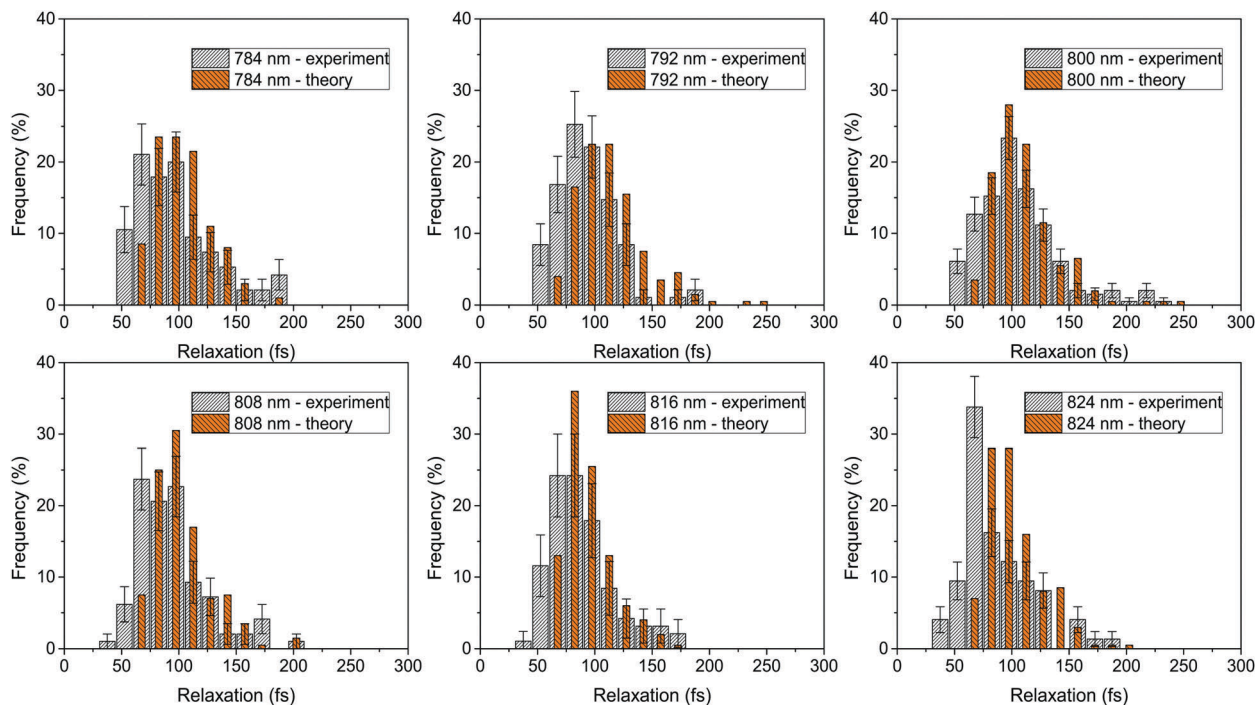 40
30
20
10
0
Frequency (%)
784 nm - experiment
784 nm - theory
0 50 100 150 200 250 300
Relaxation (fs)
40
30
20
10
0
Frequency (%)
792 nm - experiment
792 nm - theory
0 50 100 150 200 250 300
Relaxation (fs)
40
30
20
10
0
Frequency (%)
800 nm - experiment
800 nm - theory
0 50 100 150 200 250 300
Relaxation (fs)
40
30
20
10
0
Frequency (%)
808 nm - experiment
808 nm - theory
0 50 100 150 200 250 300
Relaxation (fs)
40
30
20
10
0
Frequency (%)
816 nm - experiment
816 nm - theory
0 50 100 150 200 250 300
Relaxation (fs)
40
30
20
10
0
Frequency (%)
824 nm - experiment
824 nm - theory
0 50 100 150 200 250 300
Relaxation (fs)